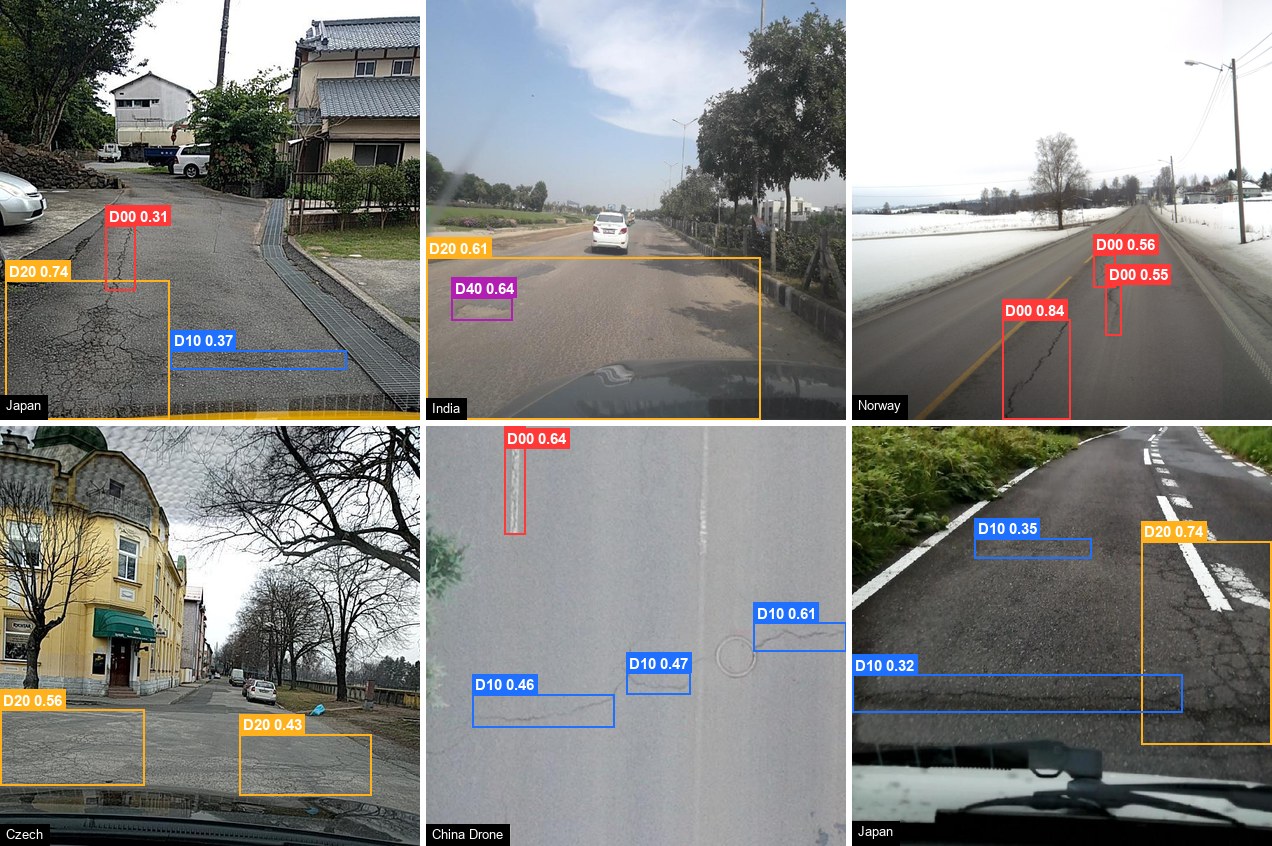 D00 0.31
D20 0.74
D10 0.37
Japan
D20 0.61
D40 0.64
India
D00 0.56
D00 0.55
D00 0.84
Norway
D20 0.56
D20 0.43
Czech
D00 0.64
D10 0.61
D10 0.47
D10 0.46
China Drone
D10 0.35
D20 0.74
D10 0.32
Japan